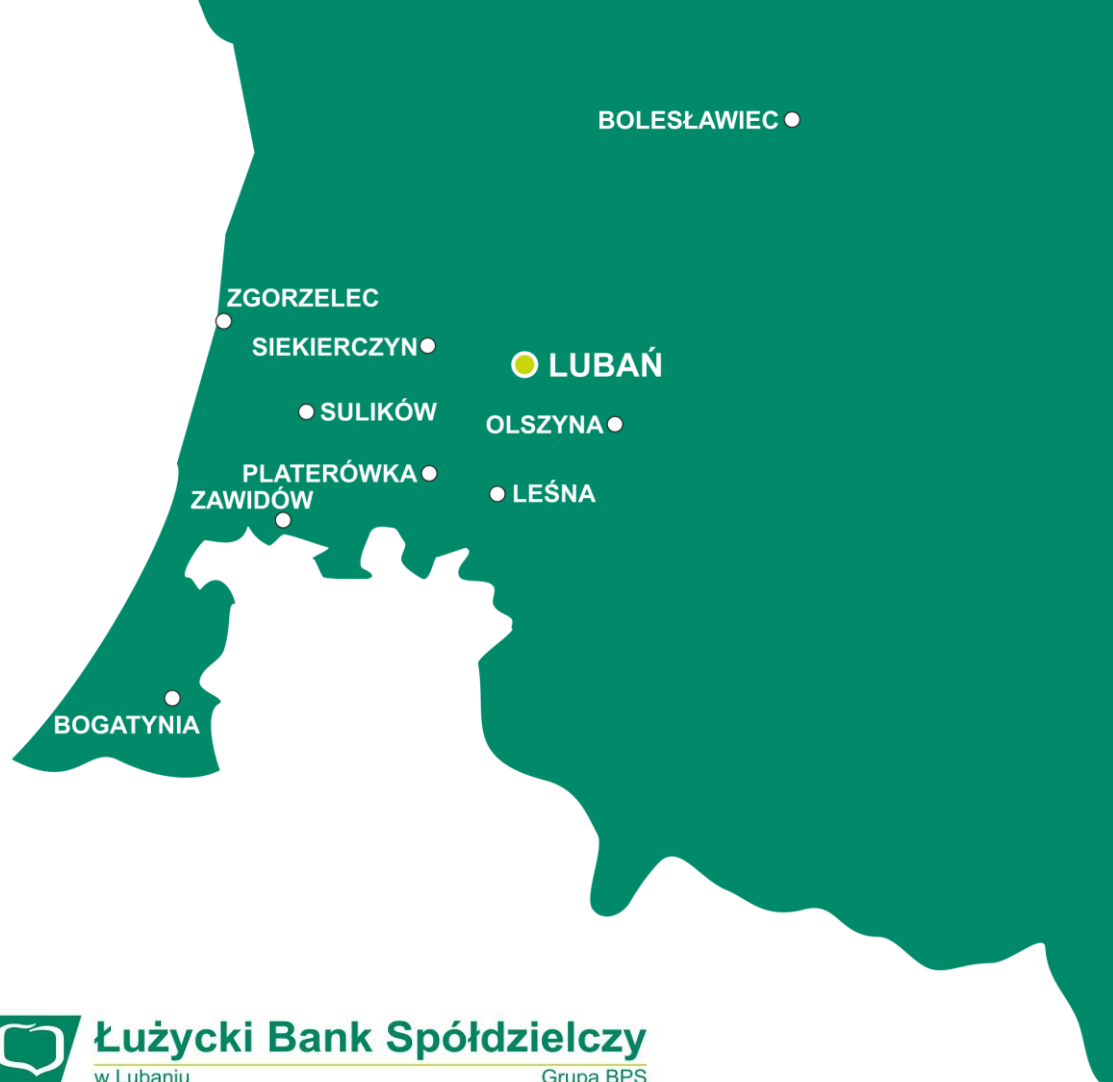 BOLESŁAWIEC
ZGORZELEC
SIEKIERCZYN
LUBAŃ
SULIKÓW
OLSZYNA
PLATERÓWKA
LEŚNA
ZAWIDÓW
BOGATYNIA
Łużycki Bank Spółdzielczy
w Lubaniu Grupa BPS